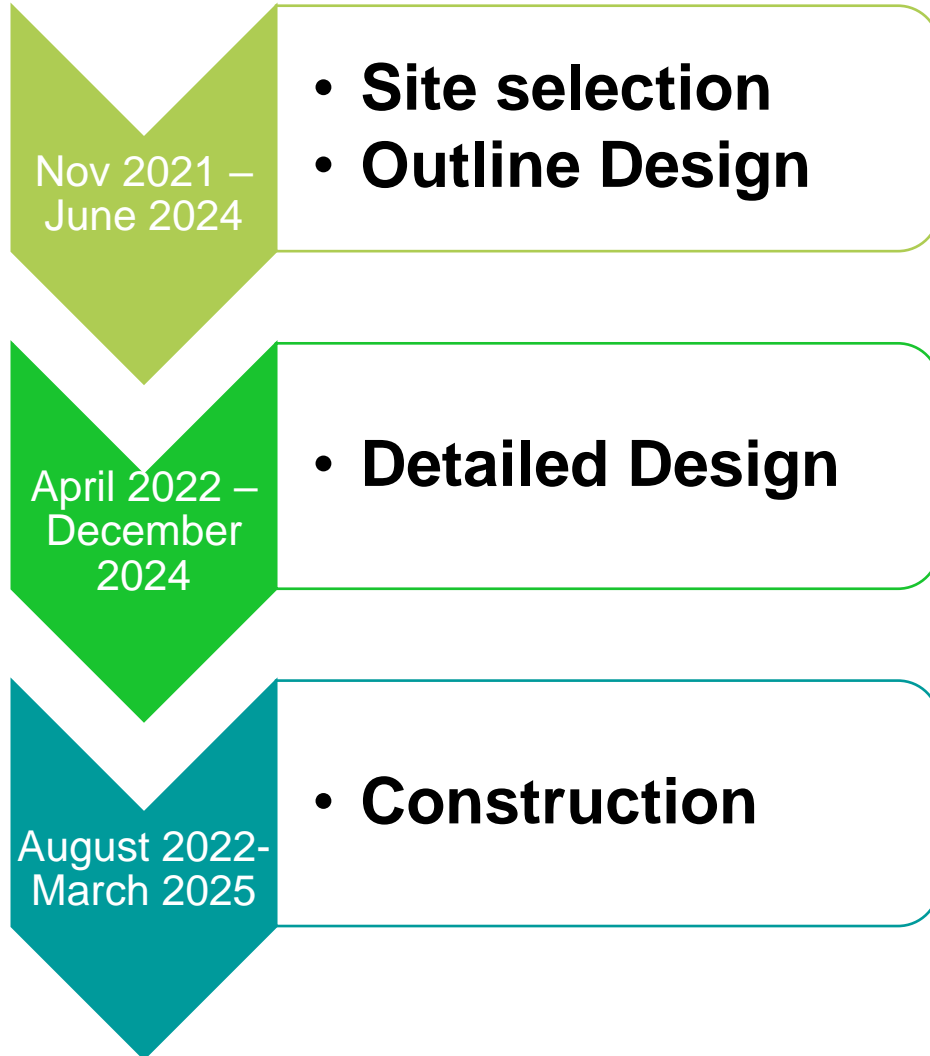 Nov 2021 –
June 2024
• Site selection
• Outline Design
April 2022 –
December
2024
• Detailed Design
August 2022-
March 2025
• Construction